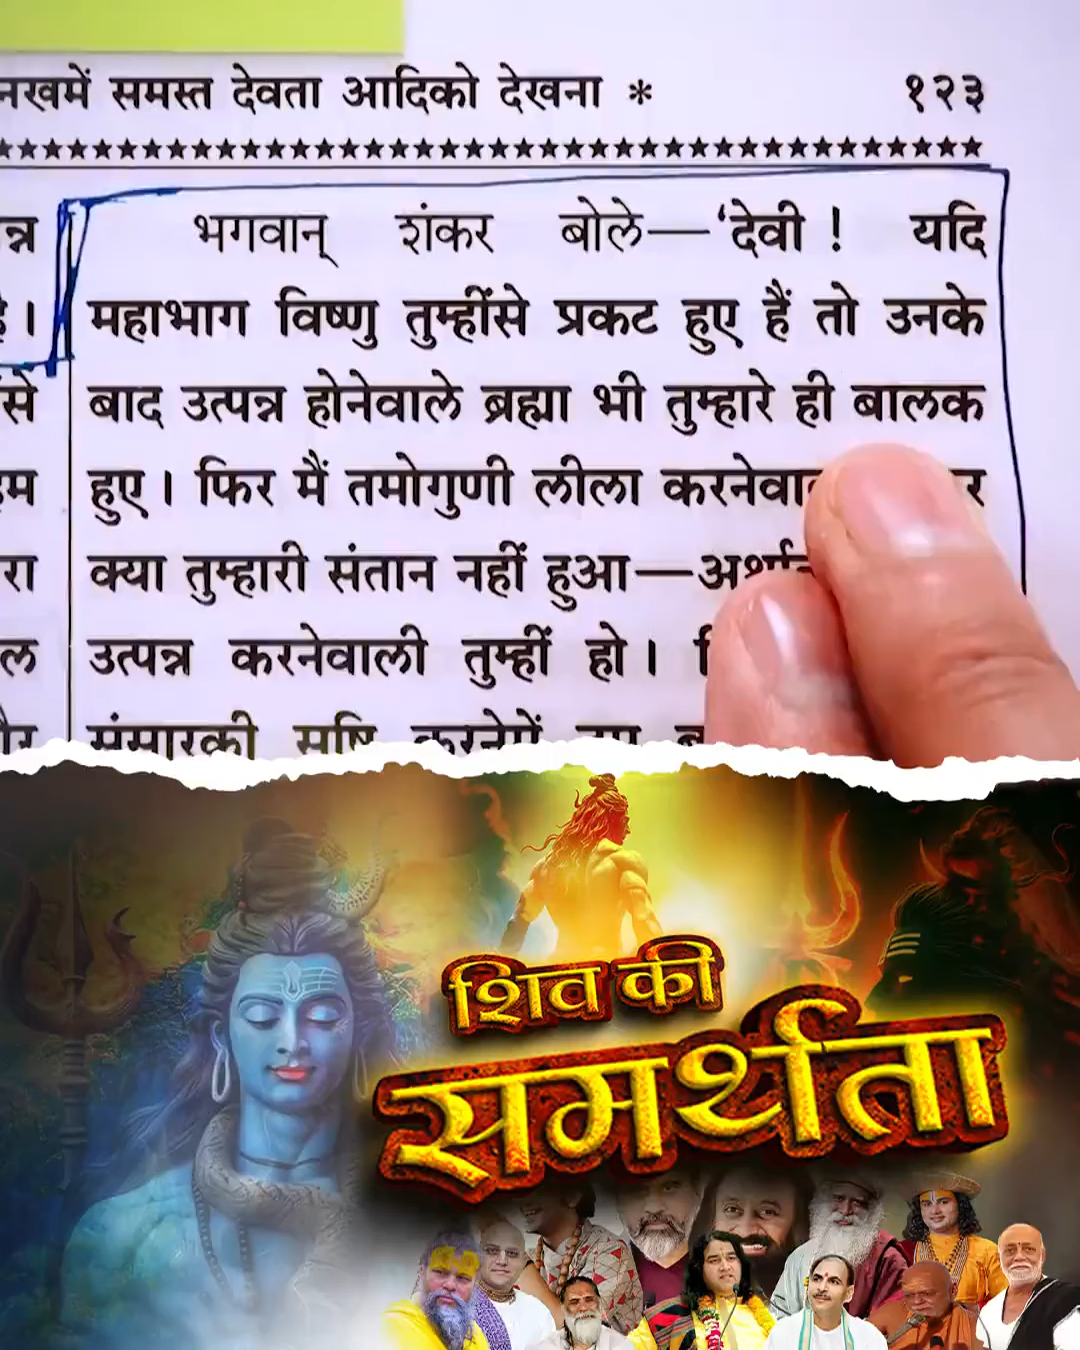 नखमें समस्त देवता आदिको देखना * १२३
★★★★★★★★★★★★★★★★★★★★★★★★★★★★★★★★★★★★★★★★
न्न
है।
से
रा
ल
भगवान् शंकर बोले—‘देवी ! यदि
महाभाग विष्णु तुम्हींसे प्रकट हुए हैं तो उनके
बाद उत्पन्न होनेवाले ब्रह्मा भी तुम्हारे ही बालक
हुए। फिर मैं तमोगुणी लीला
क्या तुम्हारी संतान नहीं हुआ—
उत्पन्न करनेवाली तुम्हीं हो।
संसारकी सृष्टि करनेमें
शिव की
समर्थता